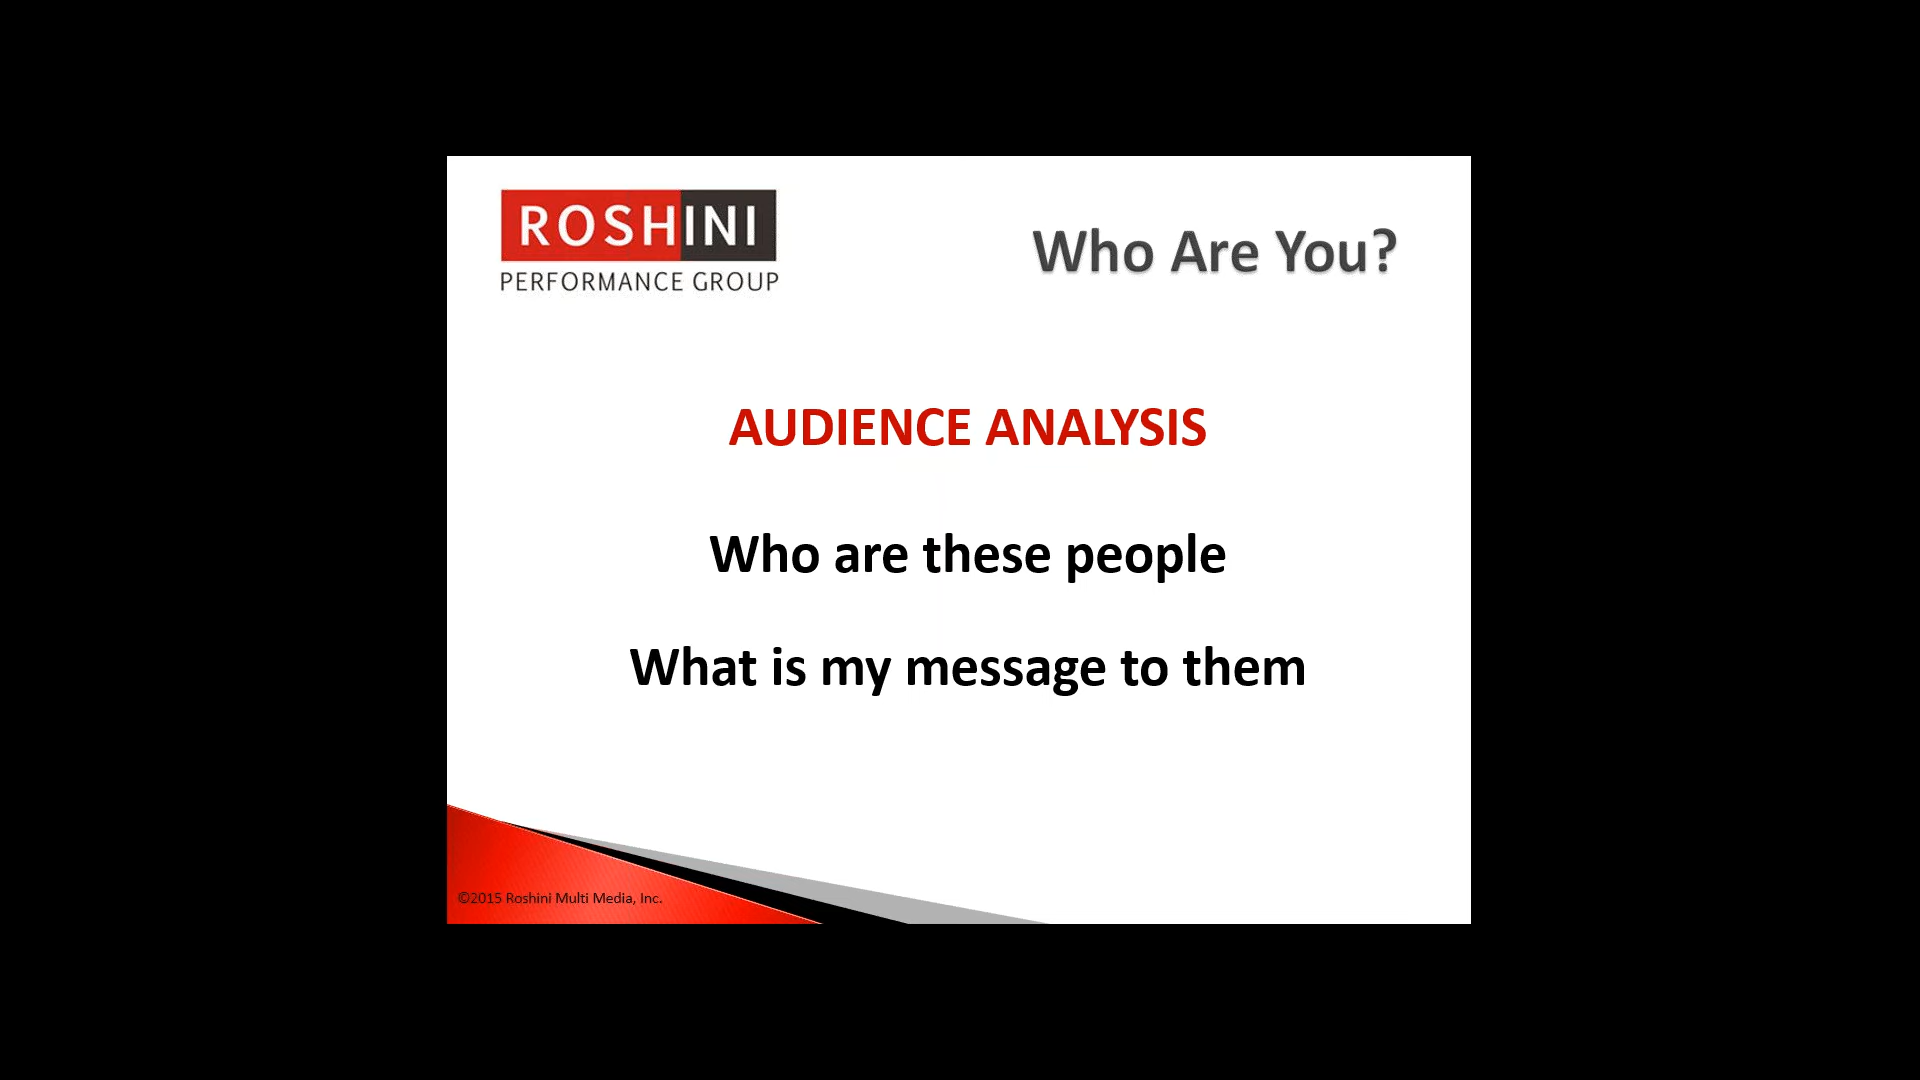 ROSHINI
PERFORMANCE GROUP
Who Are You?
AUDIENCE ANALYSIS
Who are these people
What is my message to them
©2015 Roshini Multi Media, Inc.